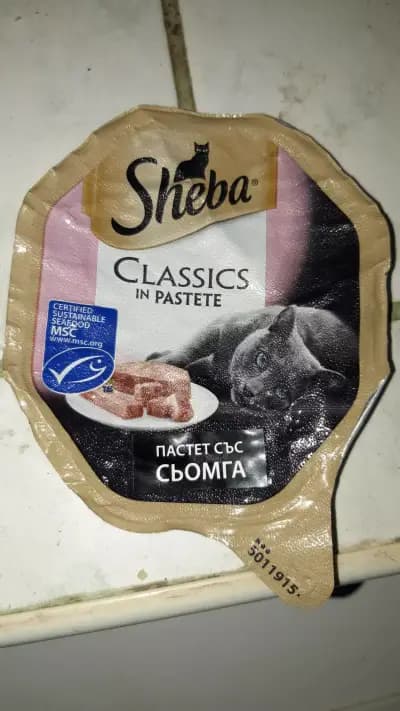 Sheba®
CLASSICS
IN PASTETE
CERTIFIED
SUSTAINABLE
SEAFOOD
MSC
www.msc.org
ПАСТЕТ СЪС
СЬОМГА
5011915